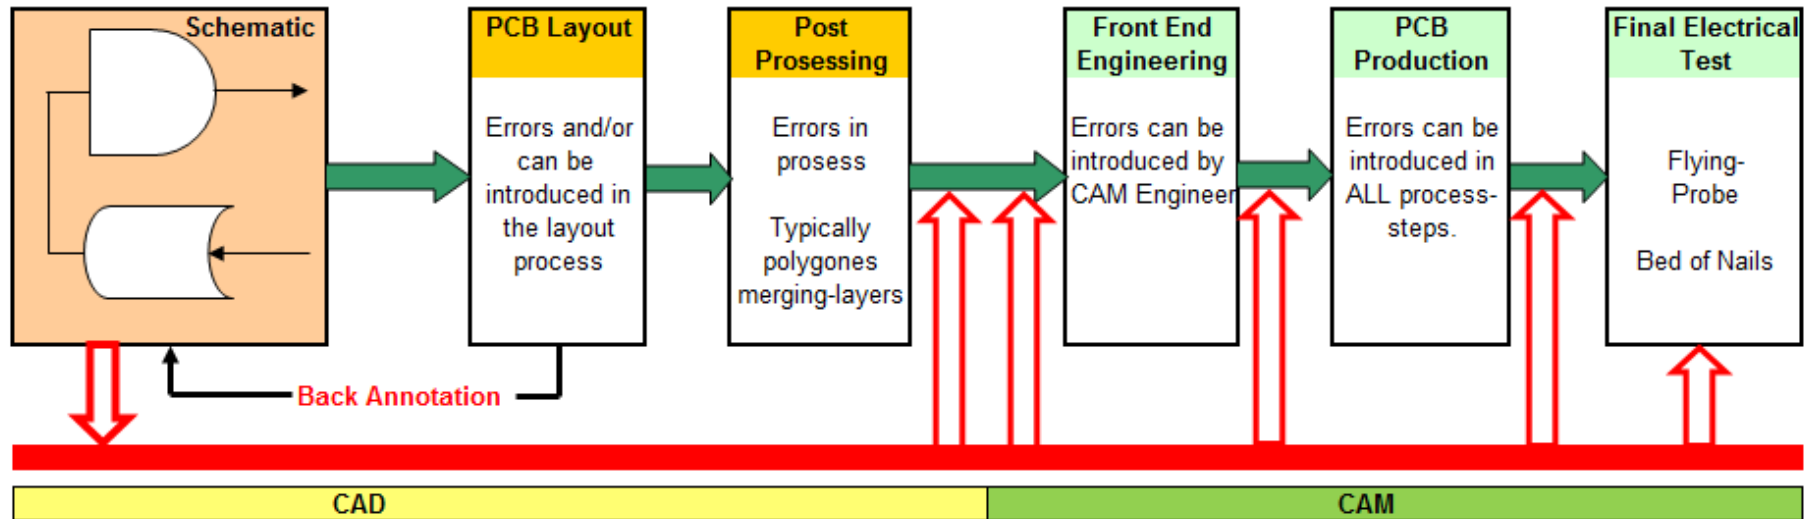 Schematic
PCB Layout
Errors and/or
can be
introduced in
the layout
process
Post
Prosessing
Errors in
prosess
Typically
polygones
merging-layers
Front End
Engineering
Errors can be
introduced by
CAM Engineer
PCB
Production
Errors can be
introduced in
ALL process-
steps.
Final Electrical
Test
Flying-
Probe
Bed of Nails
Back Annotation
CAD
CAM